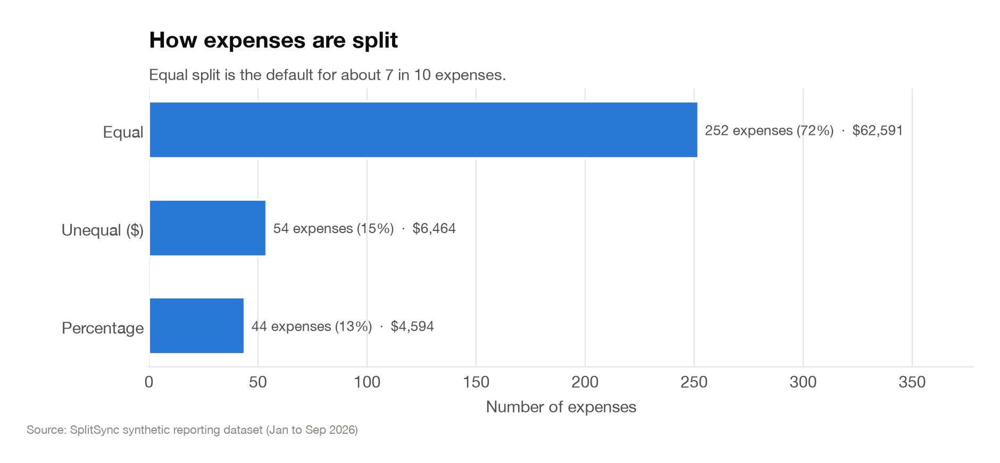 How expenses are split
Equal split is the default for about 7 in 10 expenses.
Equal
252 expenses (72%) · $62,591
Unequal ($)
54 expenses (15%) · $6,464
Percentage
44 expenses (13%) · $4,594
0 50 100 150 200 250 300 350
Number of expenses
Source: SplitSync synthetic reporting dataset (Jan to Sep 2026)